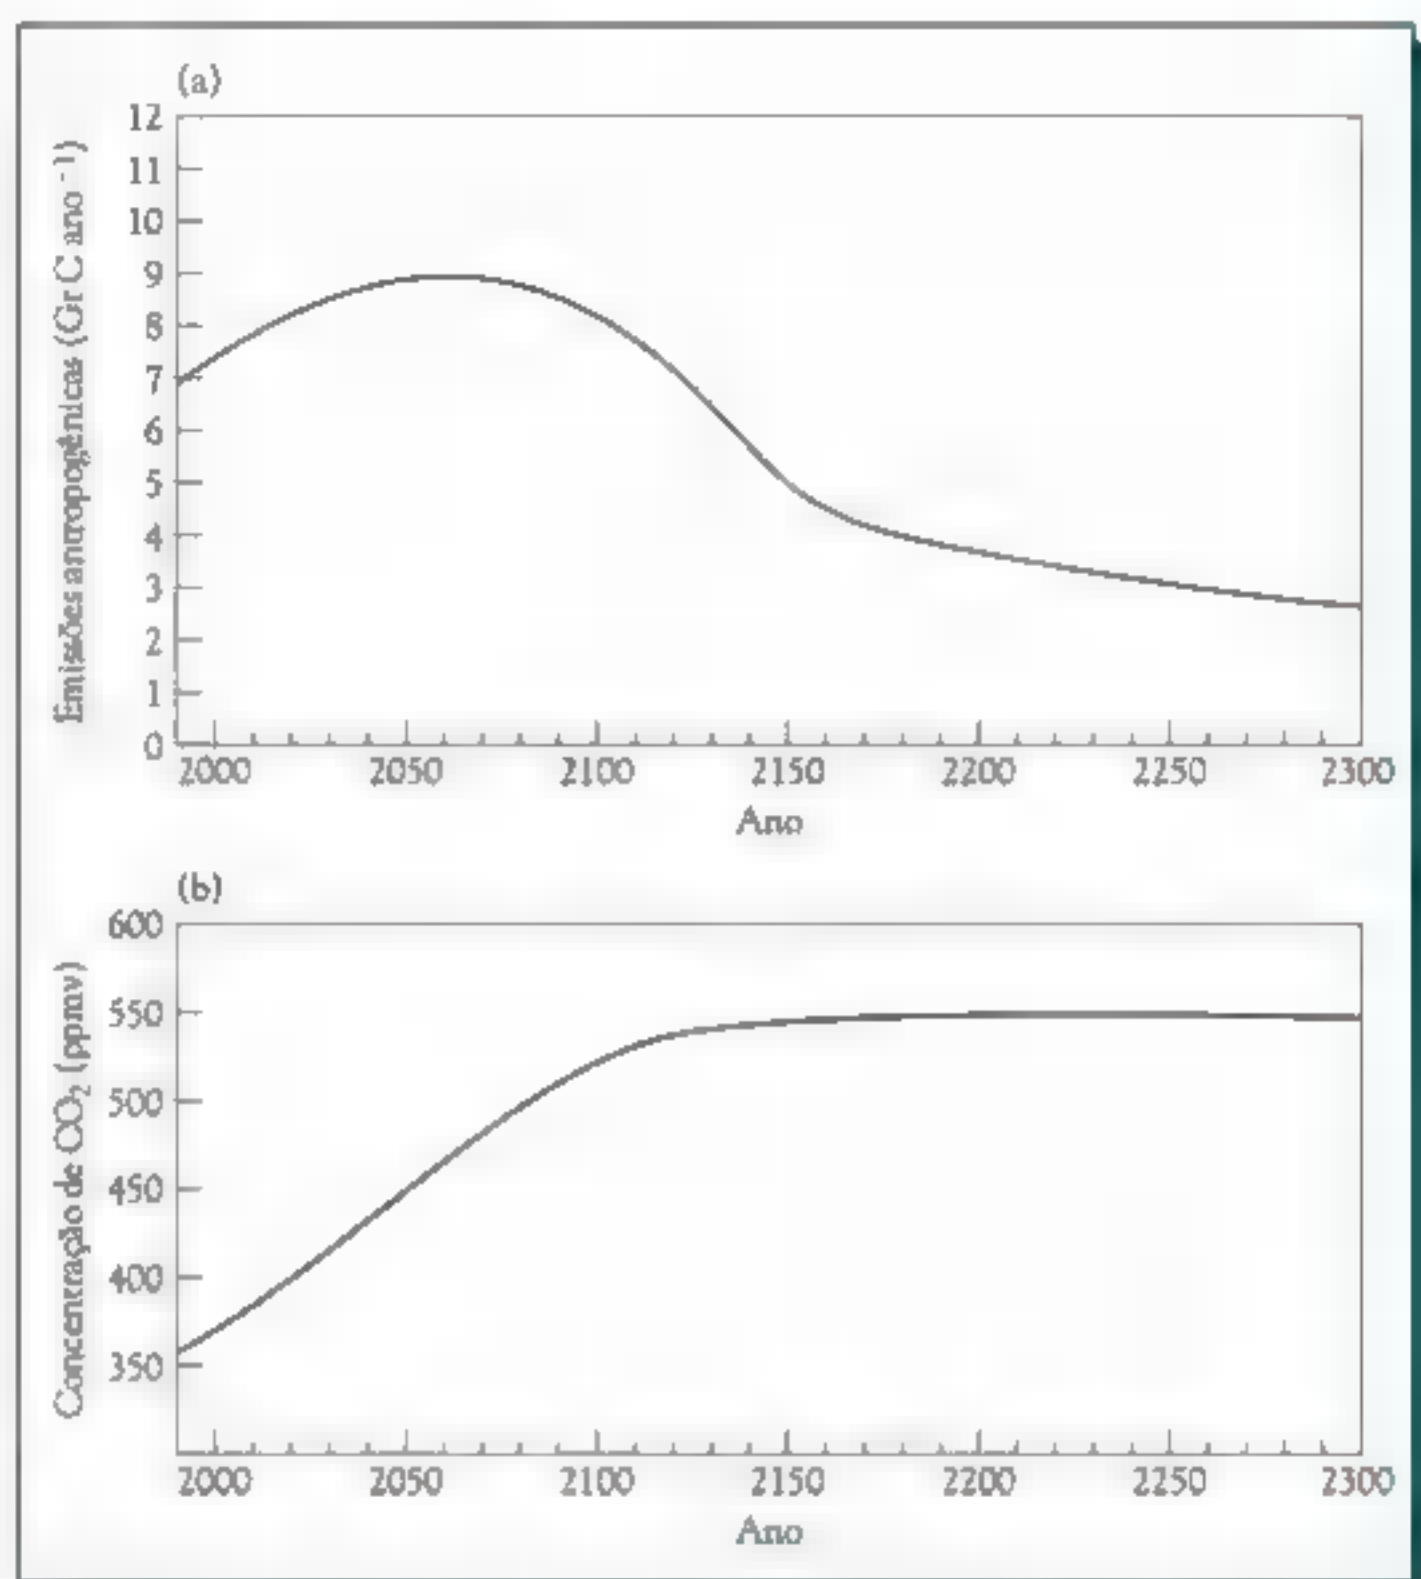 (a)
Emissões antropogênicas (Gt C ano⁻¹)
12
11
10
9
8
7
6
5
4
3
2
1
0
2000 2050 2100 2150 2200 2250 2300
Ano
(b)
Concentração de CO₂ (ppmv)
600
550
500
450
400
350
2000 2050 2100 2150 2200 2250 2300
Ano